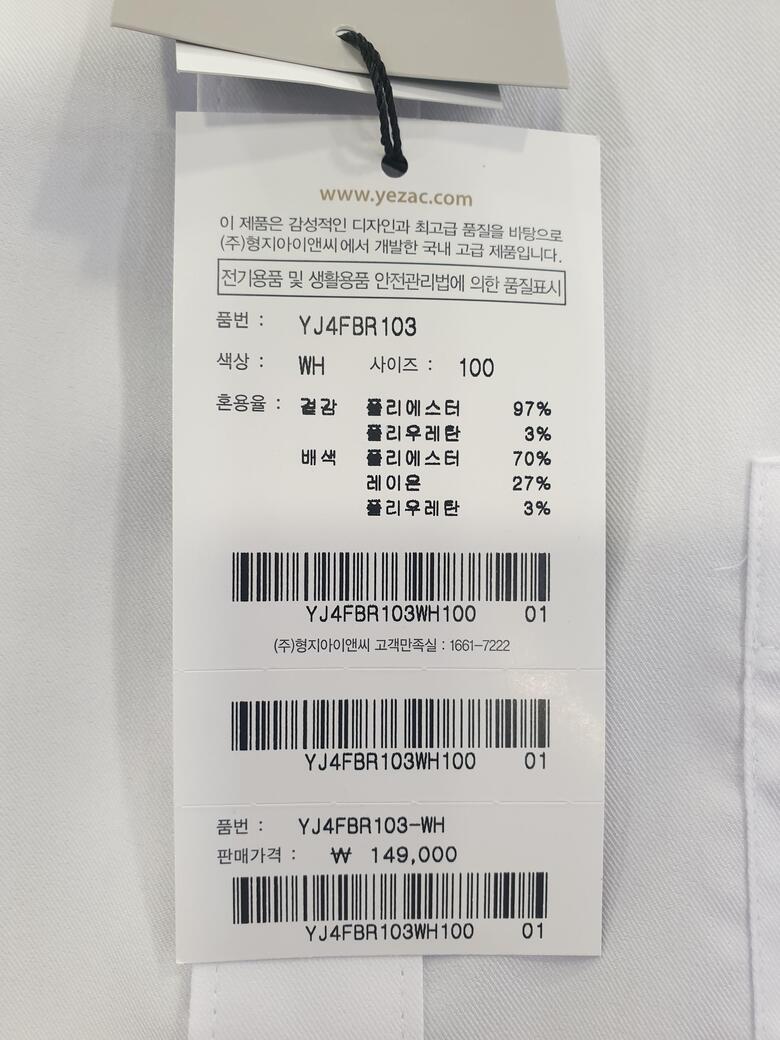 www.yezac.com
이 제품은 감성적인 디자인과 최고급 품질을 바탕으로
(주)형지아이앤씨에서 개발한 국내 고급 제품입니다.
전기용품 및 생활용품 안전관리법에 의한 품질표시
품번 : YJ4FBR103
색상 : WH 사이즈 : 100
혼용율 : 겉감 폴리에스터 97%
폴리우레탄 3%
배색 폴리에스터 70%
레이온 27%
폴리우레탄 3%
YJ4FBR103WH100 01
(주)형지아이앤씨 고객만족실 : 1661-7222
YJ4FBR103WH100 01
품번 : YJ4FBR103-WH
판매가격 : ₩ 149,000
YJ4FBR103WH100 01